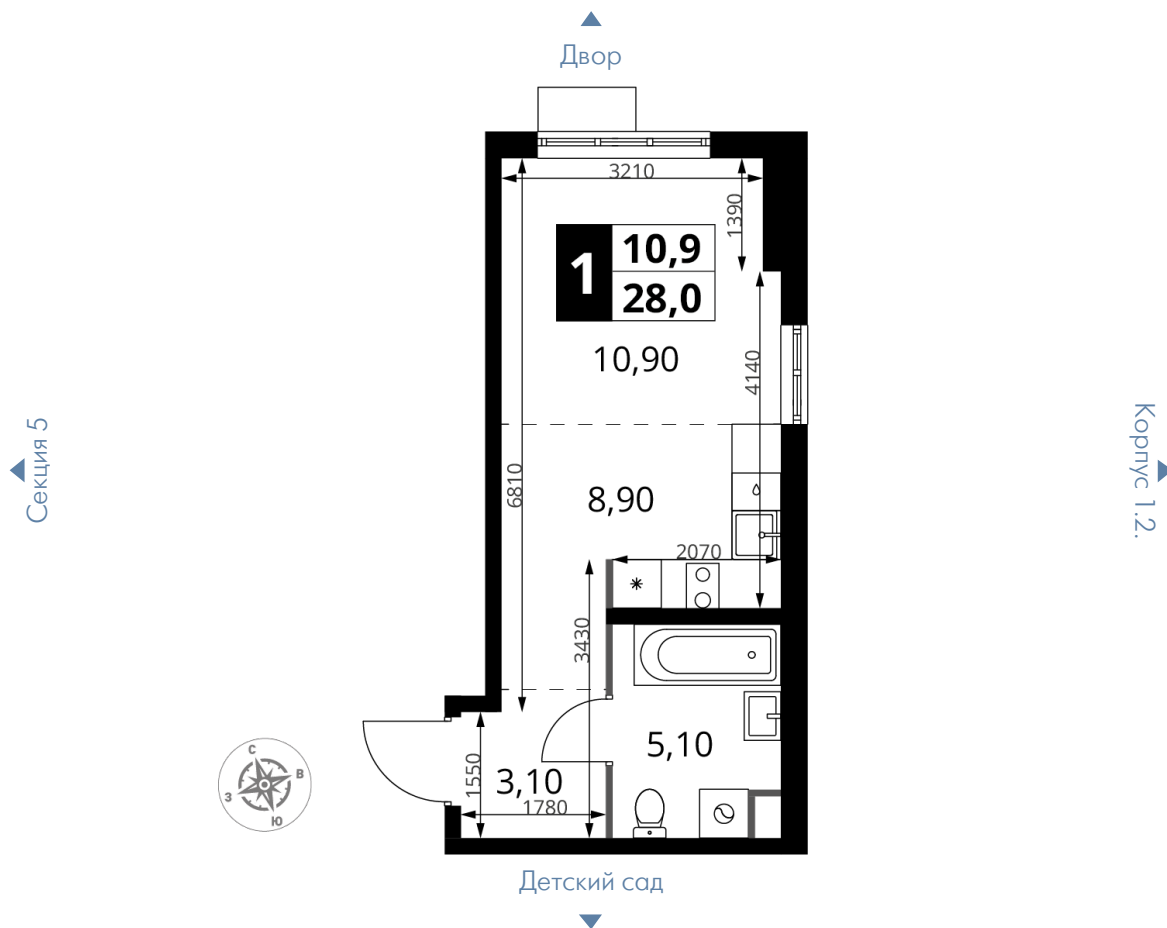 Двор
3210
1390
1
10,9
28,0
10,90
4140
Секция 5
Корпус 1.2.
6810
8,90
2070
3430
5,10
1550
3,10
1780
С
В
З
Ю
Детский сад